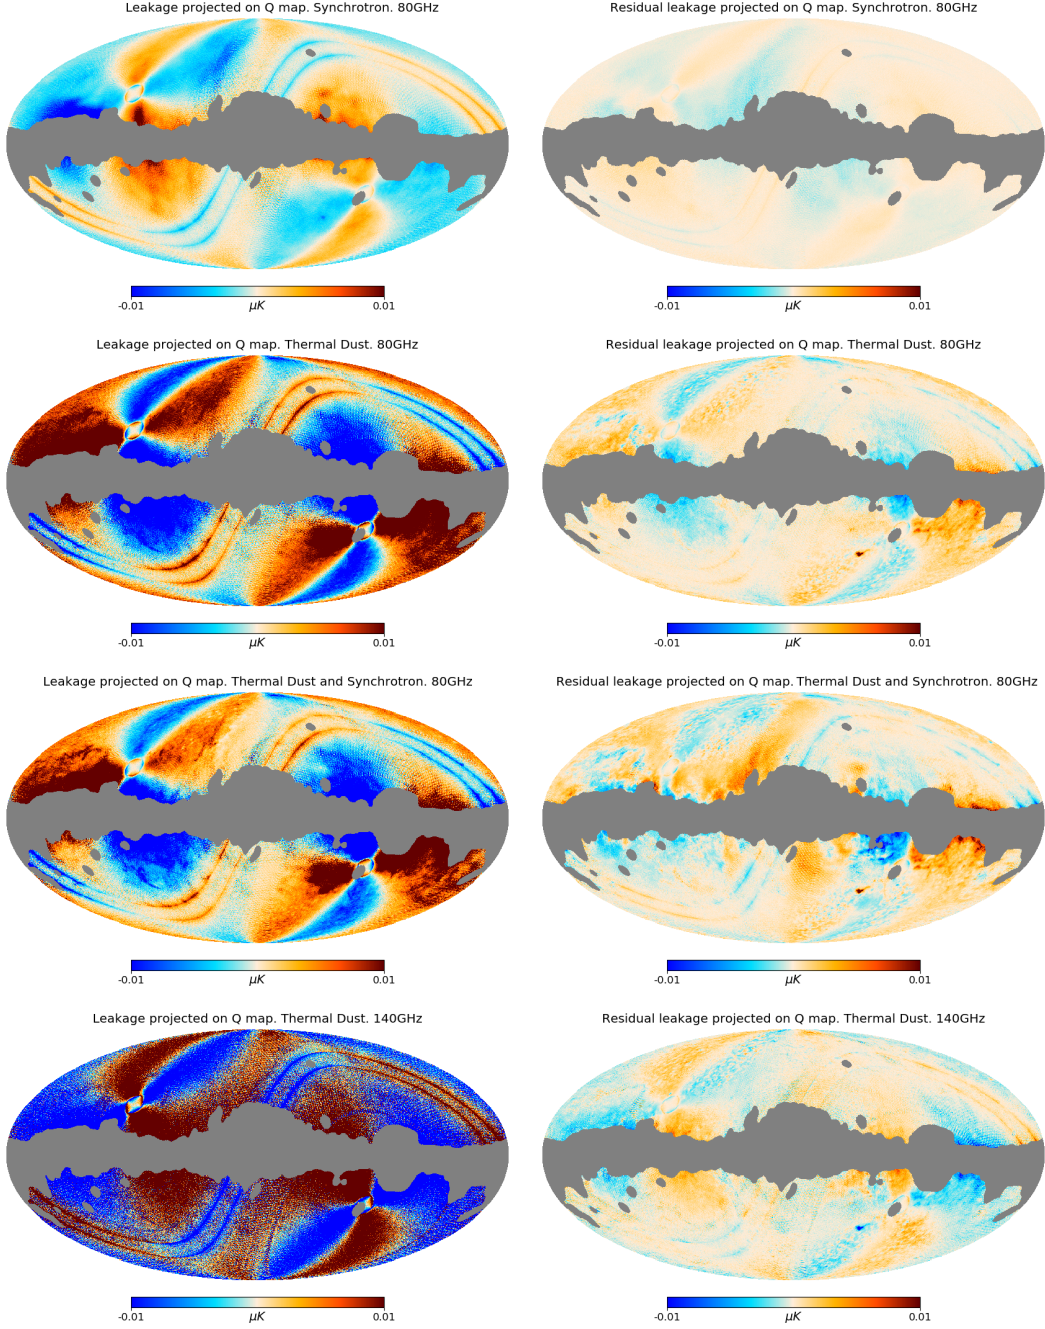 Leakage projected on Q map. Synchrotron. 80GHz
Residual leakage projected on Q map. Synchrotron. 80GHz
-0.01 μK 0.01
-0.01 μK 0.01
Leakage projected on Q map. Thermal Dust. 80GHz
Residual leakage projected on Q map. Thermal Dust. 80GHz
-0.01 μK 0.01
-0.01 μK 0.01
Leakage projected on Q map. Thermal Dust and Synchrotron. 80GHz
Residual leakage projected on Q map. Thermal Dust and Synchrotron. 80GHz
-0.01 μK 0.01
-0.01 μK 0.01
Leakage projected on Q map. Thermal Dust. 140GHz
Residual leakage projected on Q map. Thermal Dust. 140GHz
-0.01 μK 0.01
-0.01 μK 0.01